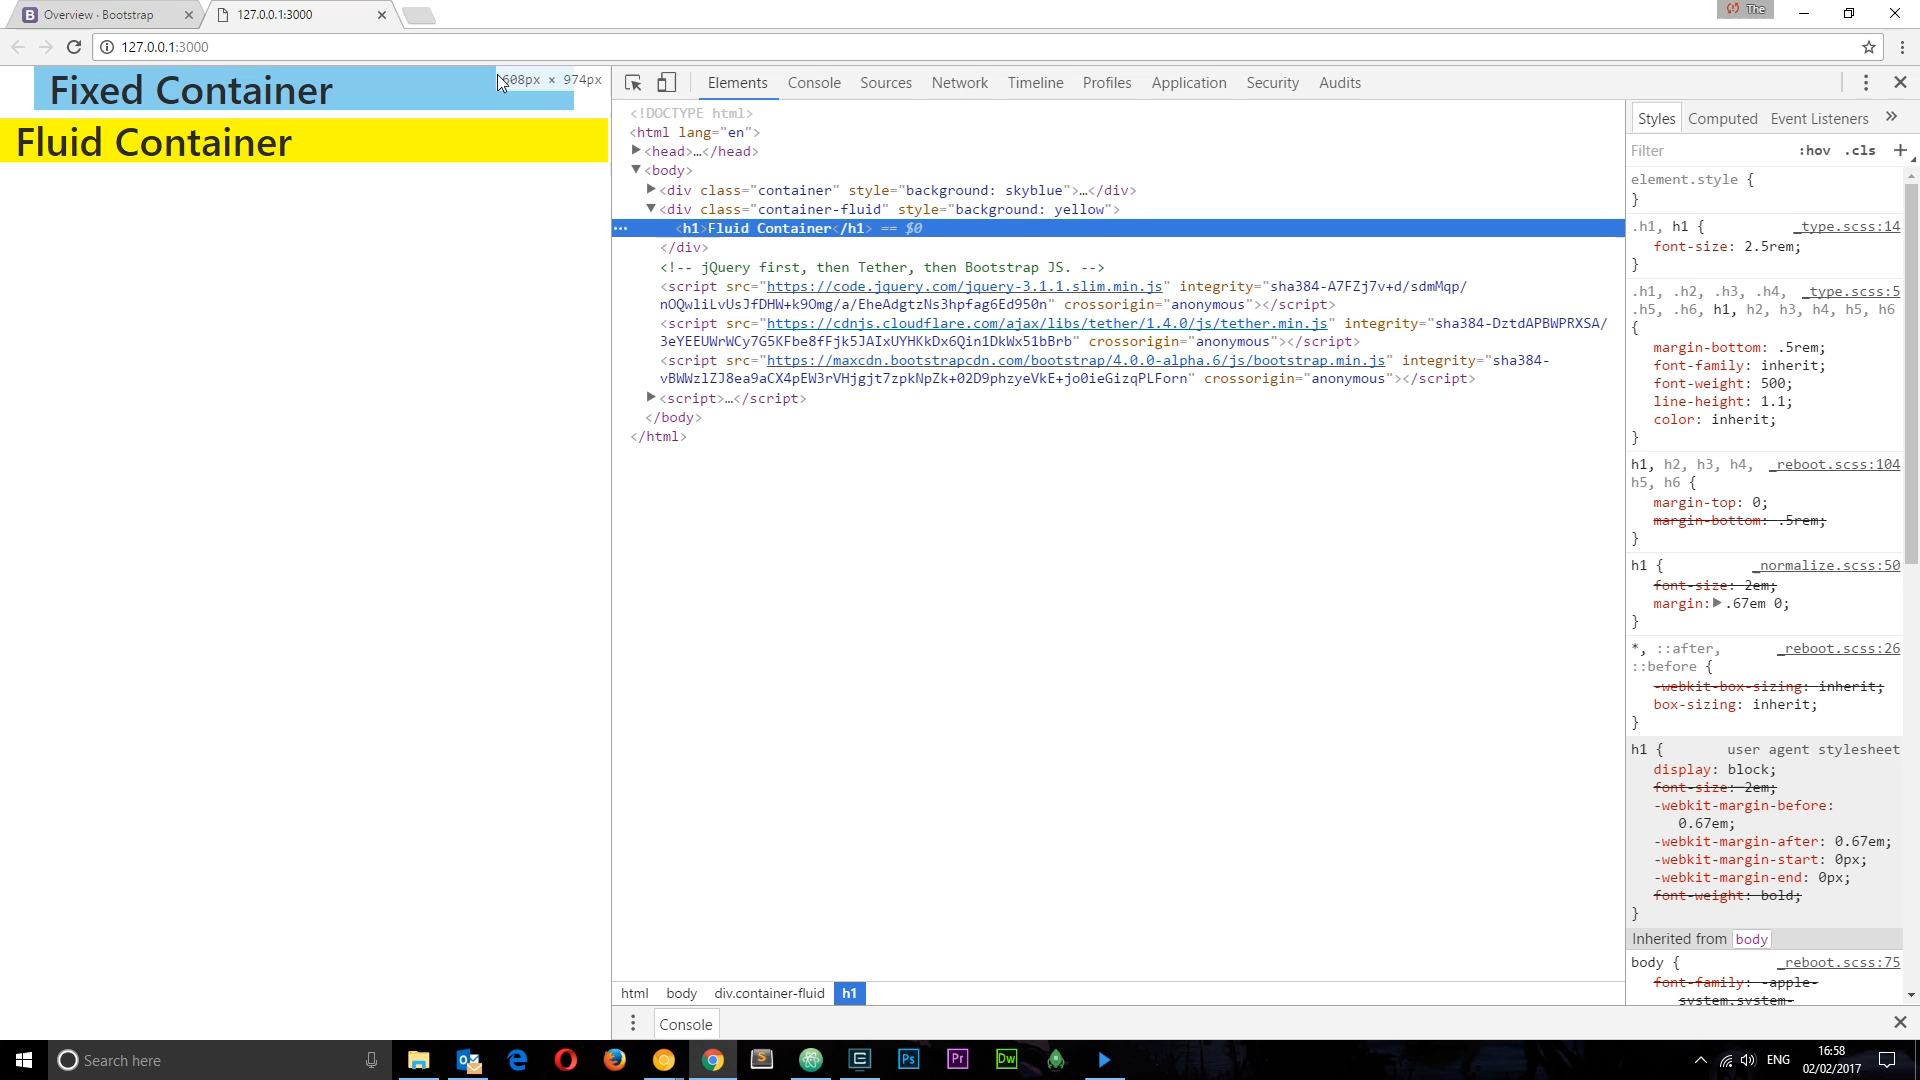 Overview · Bootstrap
127.0.0.1:3000
The
127.0.0.1:3000
Fixed Container
608px × 974px
Fluid Container
Elements Console Sources Network Timeline Profiles Application Security Audits
<!DOCTYPE html>
<html lang="en">
<head>…</head>
<body>
<div class="container" style="background: skyblue">…</div>
<div class="container-fluid" style="background: yellow">
<h1>Fluid Container</h1> == $0
</div>
<!-- jQuery first, then Tether, then Bootstrap JS. -->
<script src="https://code.jquery.com/jquery-3.1.1.slim.min.js" integrity="sha384-A7FZj7v+d/sdmMqp/
nOQwliLvUsJfDHW+k9Omg/a/EheAdgtzNs3hpfag6Ed950n" crossorigin="anonymous"></script>
<script src="https://cdnjs.cloudflare.com/ajax/libs/tether/1.4.0/js/tether.min.js" integrity="sha384-DztdAPBWPRXSA/
3eYEEUWrWCy7G5KFbe8fFjk5JAIxUYHKkDx6Qin1DkWx51bBrb" crossorigin="anonymous"></script>
<script src="https://maxcdn.bootstrapcdn.com/bootstrap/4.0.0-alpha.6/js/bootstrap.min.js" integrity="sha384-
vBWWzlZJ8ea9aCX4pEW3rVHjgjt7zpkNpZk+02D9phzyeVkE+jo0ieGizqPLForn" crossorigin="anonymous"></script>
<script>…</script>
</body>
</html>
html body div.container-fluid h1
Console
Styles Computed Event Listeners »
Filter :hov .cls +
element.style {
}
.h1, h1 { _type.scss:14
font-size: 2.5rem;
}
.h1, .h2, .h3, .h4, _type.scss:5
.h5, .h6, h1, h2, h3, h4, h5, h6
{
margin-bottom: .5rem;
font-family: inherit;
font-weight: 500;
line-height: 1.1;
color: inherit;
}
h1, h2, h3, h4, _reboot.scss:104
h5, h6 {
margin-top: 0;
margin-bottom: .5rem;
}
h1 { _normalize.scss:50
font-size: 2em;
margin: .67em 0;
}
*, ::after, _reboot.scss:26
::before {
-webkit-box-sizing: inherit;
box-sizing: inherit;
}
h1 { user agent stylesheet
display: block;
font-size: 2em;
-webkit-margin-before:
0.67em;
-webkit-margin-after: 0.67em;
-webkit-margin-start: 0px;
-webkit-margin-end: 0px;
font-weight: bold;
}
Inherited from body
body { _reboot.scss:75
font-family: -apple-
system,system-
Search here
Ps
Pr
Dw
ENG
16:58
02/02/2017